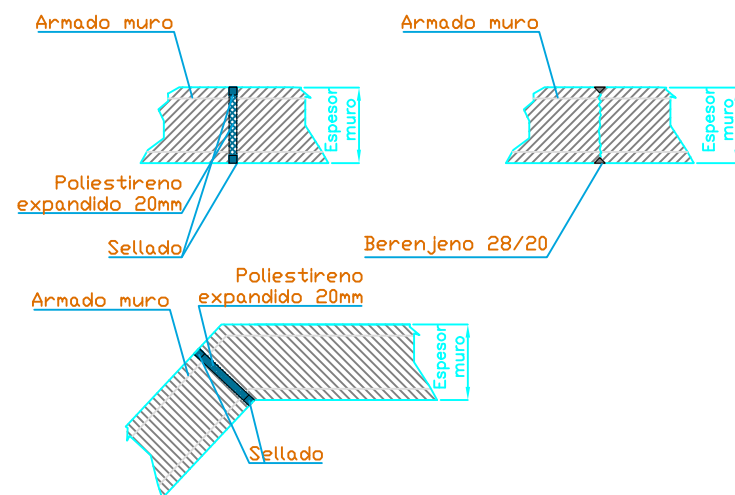 Armado muro
Espesor
muro
Poliestireno
expandido 20mm
Sellado
Armado muro
Espesor
muro
Berenjeno 28/20
Poliestireno
expandido 20mm
Armado muro
Espesor
muro
Sellado